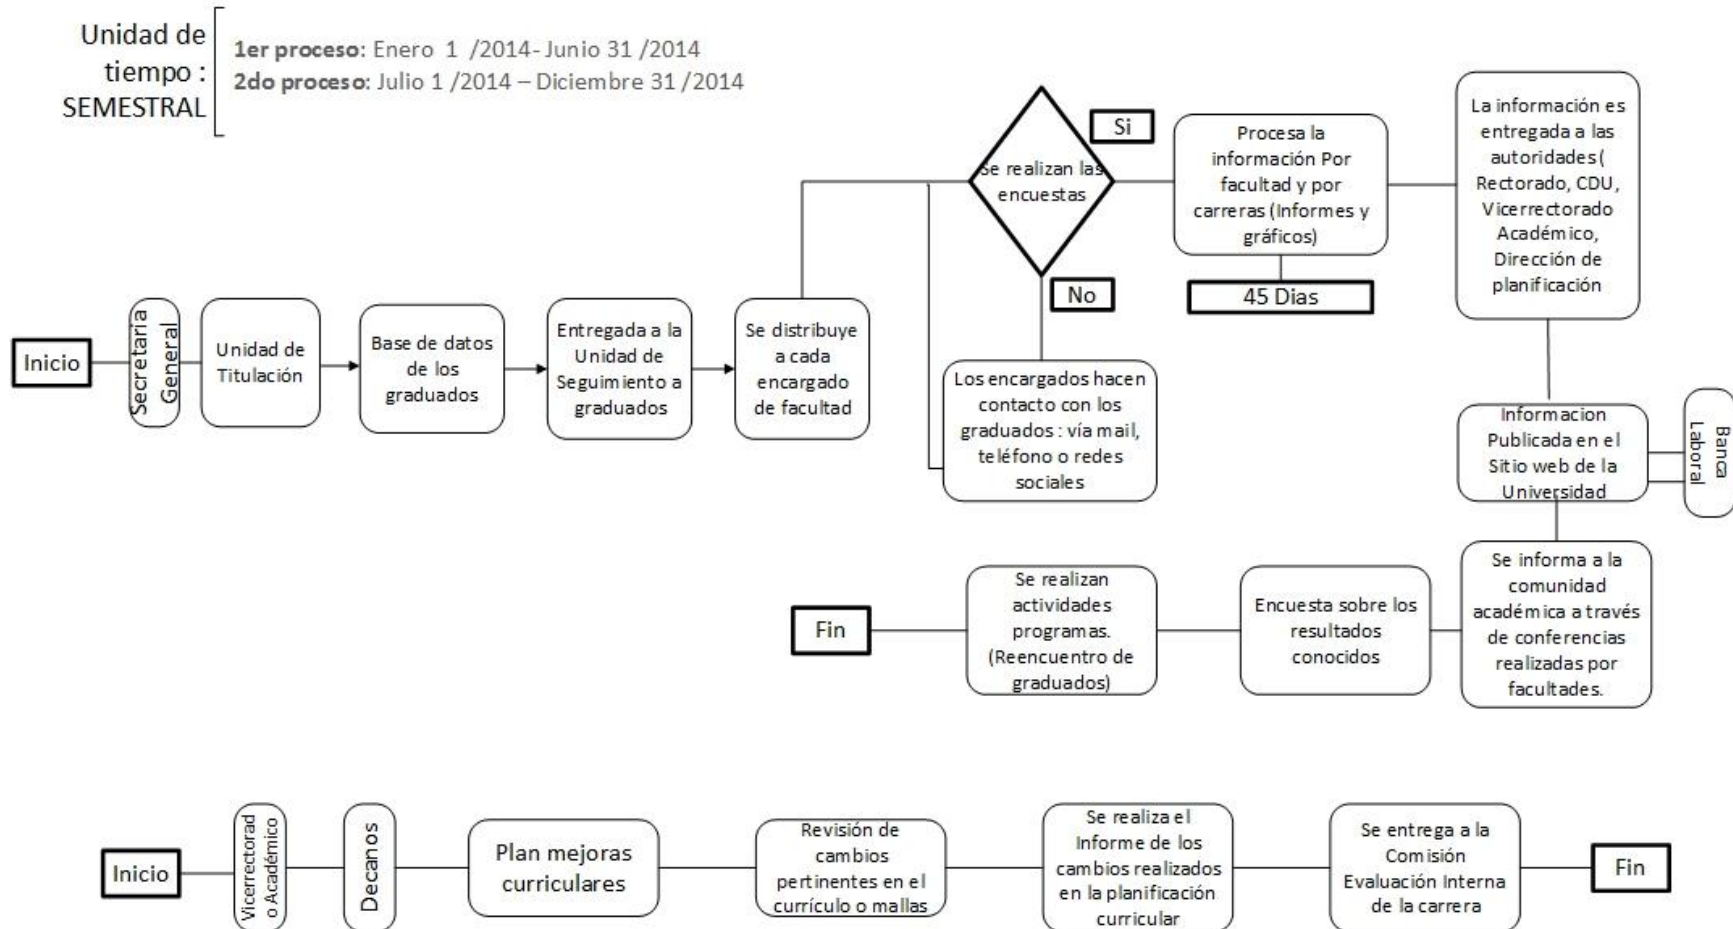 Unidad de
tiempo :
SEMESTRAL
1er proceso: Enero 1 /2014- Junio 31 /2014
2do proceso: Julio 1 /2014 – Diciembre 31 /2014
Inicio
Secretaría
General
Unidad de
Titulación
Base de datos
de los
graduados
Entregada a la
Unidad de
Seguimiento a
graduados
Se distribuye
a cada
encargado
de facultad
Se realizan las
encuestas
Si
No
Los encargados hacen
contacto con los
graduados : vía mail,
teléfono o redes
sociales
Procesa la
información Por
facultad y por
carreras (Informes y
gráficos)
45 Dias
La información es
entregada a las
autoridades (
Rectorado, CDU,
Vicerrectorado
Académico,
Dirección de
planificación
Informacion
Publicada en el
Sitio web de la
Universidad
Banca
Laboral
Se informa a la
comunidad
académica a través
de conferencias
realizadas por
facultades.
Encuesta sobre los
resultados
conocidos
Se realizan
actividades
programas.
(Reencuentro de
graduados)
Fin
Inicio
Vicerrectorad
o Académico
Decanos
Plan mejoras
curriculares
Revisión de
cambios
pertinentes en el
currículo o mallas
Se realiza el
Informe de los
cambios realizados
en la planificación
curricular
Se entrega a la
Comisión
Evaluación Interna
de la carrera
Fin